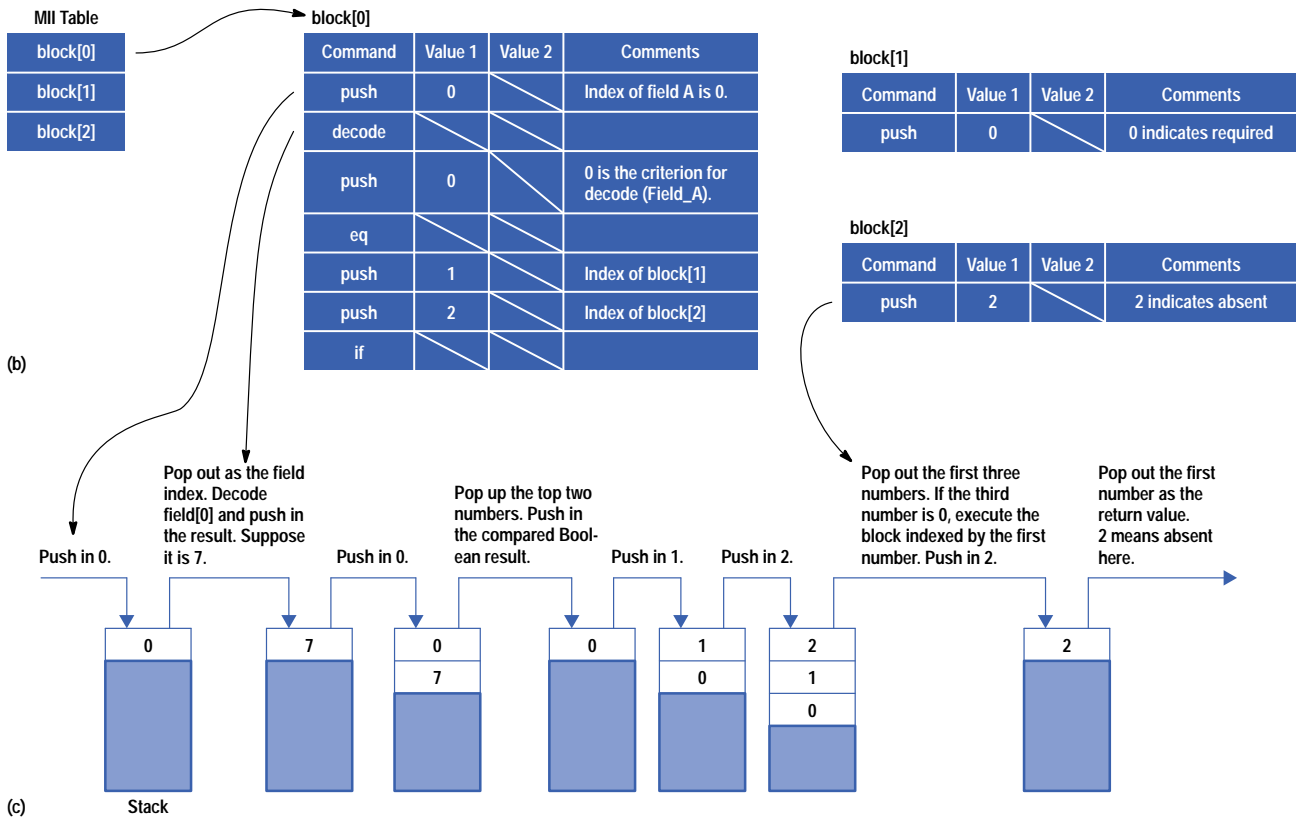 MII Table
block[0]
block[1]
block[2]
block[0]
Command Value 1 Value 2 Comments
push 0 Index of field A is 0.
decode
push 0 0 is the criterion for
decode (Field_A).
eq
push 1 Index of block[1]
push 2 Index of block[2]
if
block[1]
Command Value 1 Value 2 Comments
push 0 0 indicates required
block[2]
Command Value 1 Value 2 Comments
push 2 2 indicates absent
(b)
Push in 0.
Pop out as the field
index. Decode
field[0] and push in
the result. Suppose
it is 7.
Push in 0.
Pop up the top two
numbers. Push in
the compared Bool-
ean result.
Push in 1.
Push in 2.
Pop out the first three
numbers. If the third
number is 0, execute the
block indexed by the first
number. Push in 2.
Pop out the first
number as the
return value.
2 means absent
here.
0 7 0 0 1 2 2
7 0 1
0
(c) Stack